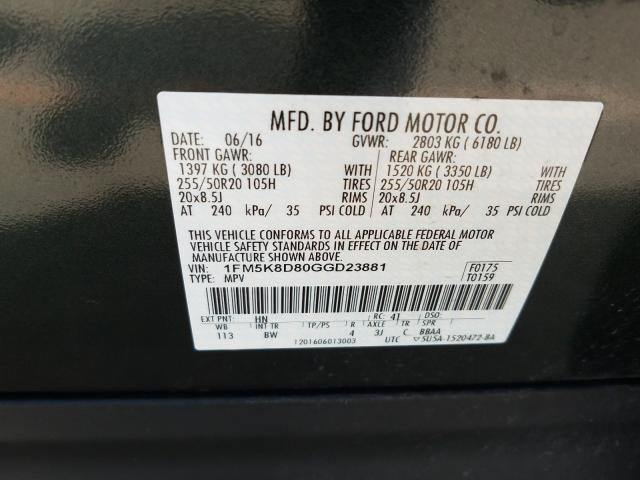 MFD. BY FORD MOTOR CO.
DATE: 06/16 GVWR: 2803 KG ( 6180 LB)
FRONT GAWR: REAR GAWR:
1397 KG ( 3080 LB) WITH 1520 KG ( 3350 LB) WITH
255/50R20 105H TIRES 255/50R20 105H TIRES
20x8.5J RIMS 20x8.5J RIMS
AT 240 kPa/ 35 PSI COLD AT 240 kPa/ 35 PSI COLD
THIS VEHICLE CONFORMS TO ALL APPLICABLE FEDERAL MOTOR
VEHICLE SAFETY STANDARDS IN EFFECT ON THE DATE OF
MANUFACTURE SHOWN ABOVE.
VIN: 1FM5K8D80GGD23881 F0175
TYPE: MPV T0159
EXT PNT: HN RC: 41 DSO:
WB INT TR TP/PS R AXLE TR SPR
113 BW 4 3J C BBAA
1201606013003 UTC 5U5A-1520472-BA